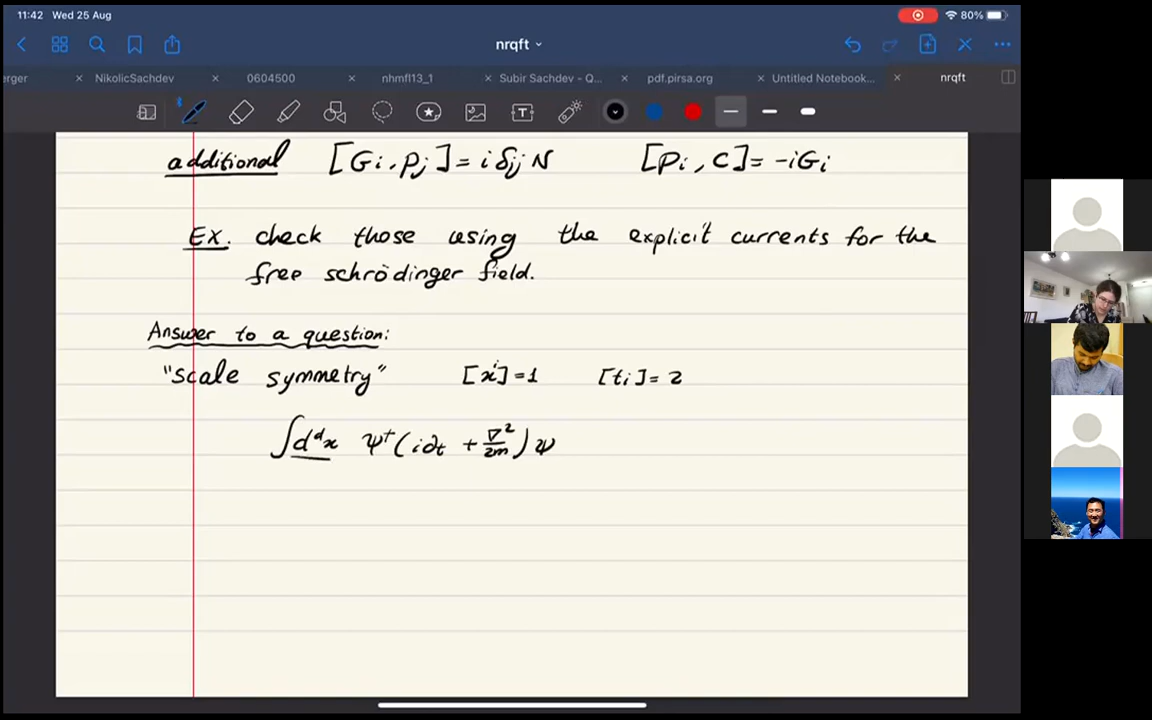 11:42 Wed 25 Aug
80%
nrqft
erger
NikolicSachdev
0604500
nhmfl13_1
Subir Sachdev - Q...
pdf.pirsa.org
Untitled Notebook...
nrqft
additional [Gi, Pj] = i δij N [Pi, C] = -iGi
EX. check those using the explicit currents for the
free schrödinger field.
Answer to a question:
"scale symmetry" [xⁱ] = 1 [ti] = 2
∫dᵈx ψ†(i∂t + ∇²/2m)ψ